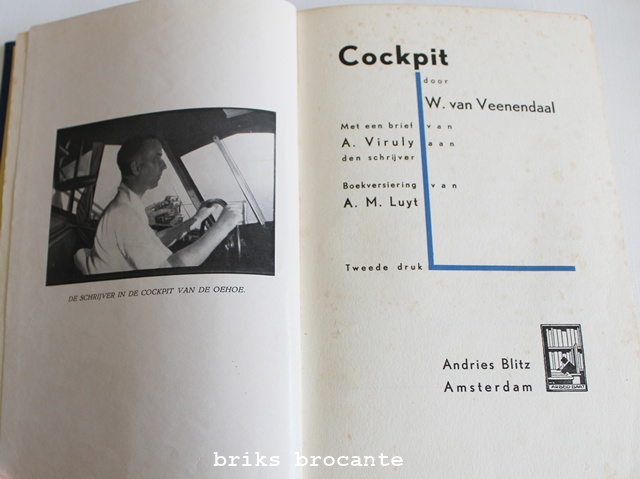 DE SCHRIJVER IN DE COCKPIT VAN DE OEHOE.
Cockpit
door
W. van Veenendaal
Met een brief van
A. Viruly aan
den schrijver
Boekversiering van
A. M. Luyt
Tweede druk
Andries Blitz
Amsterdam
briks brocante